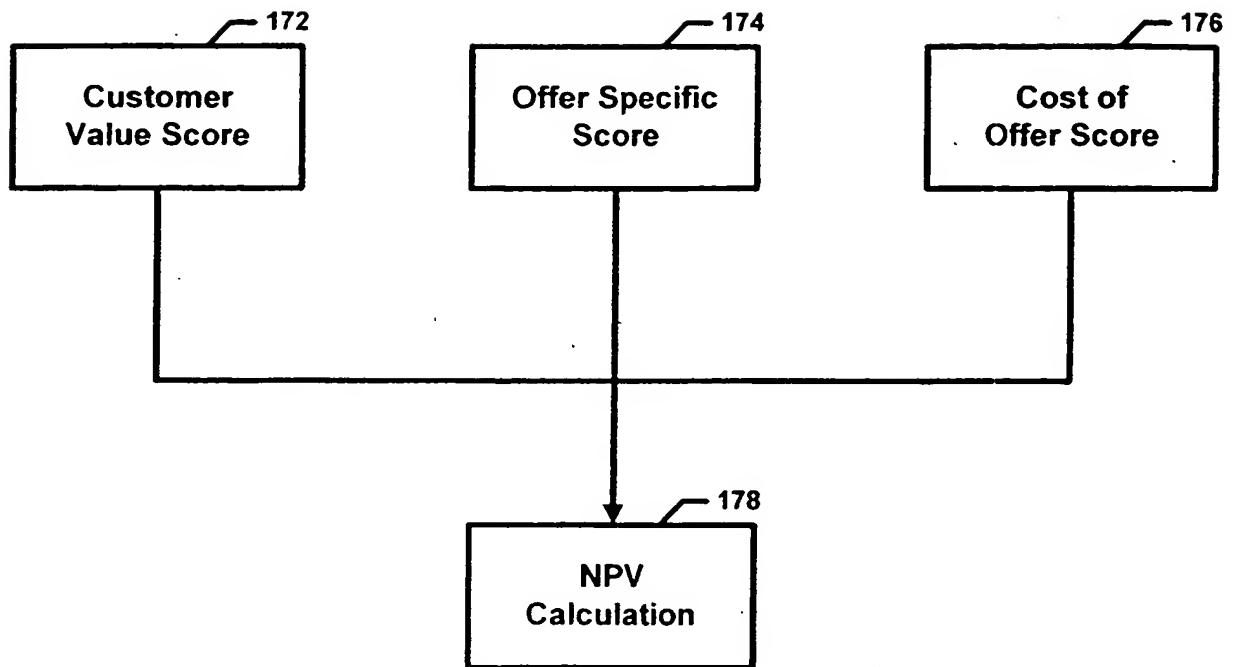 172
Customer
Value Score
174
Offer Specific
Score
176
Cost of
Offer Score
178
NPV
Calculation